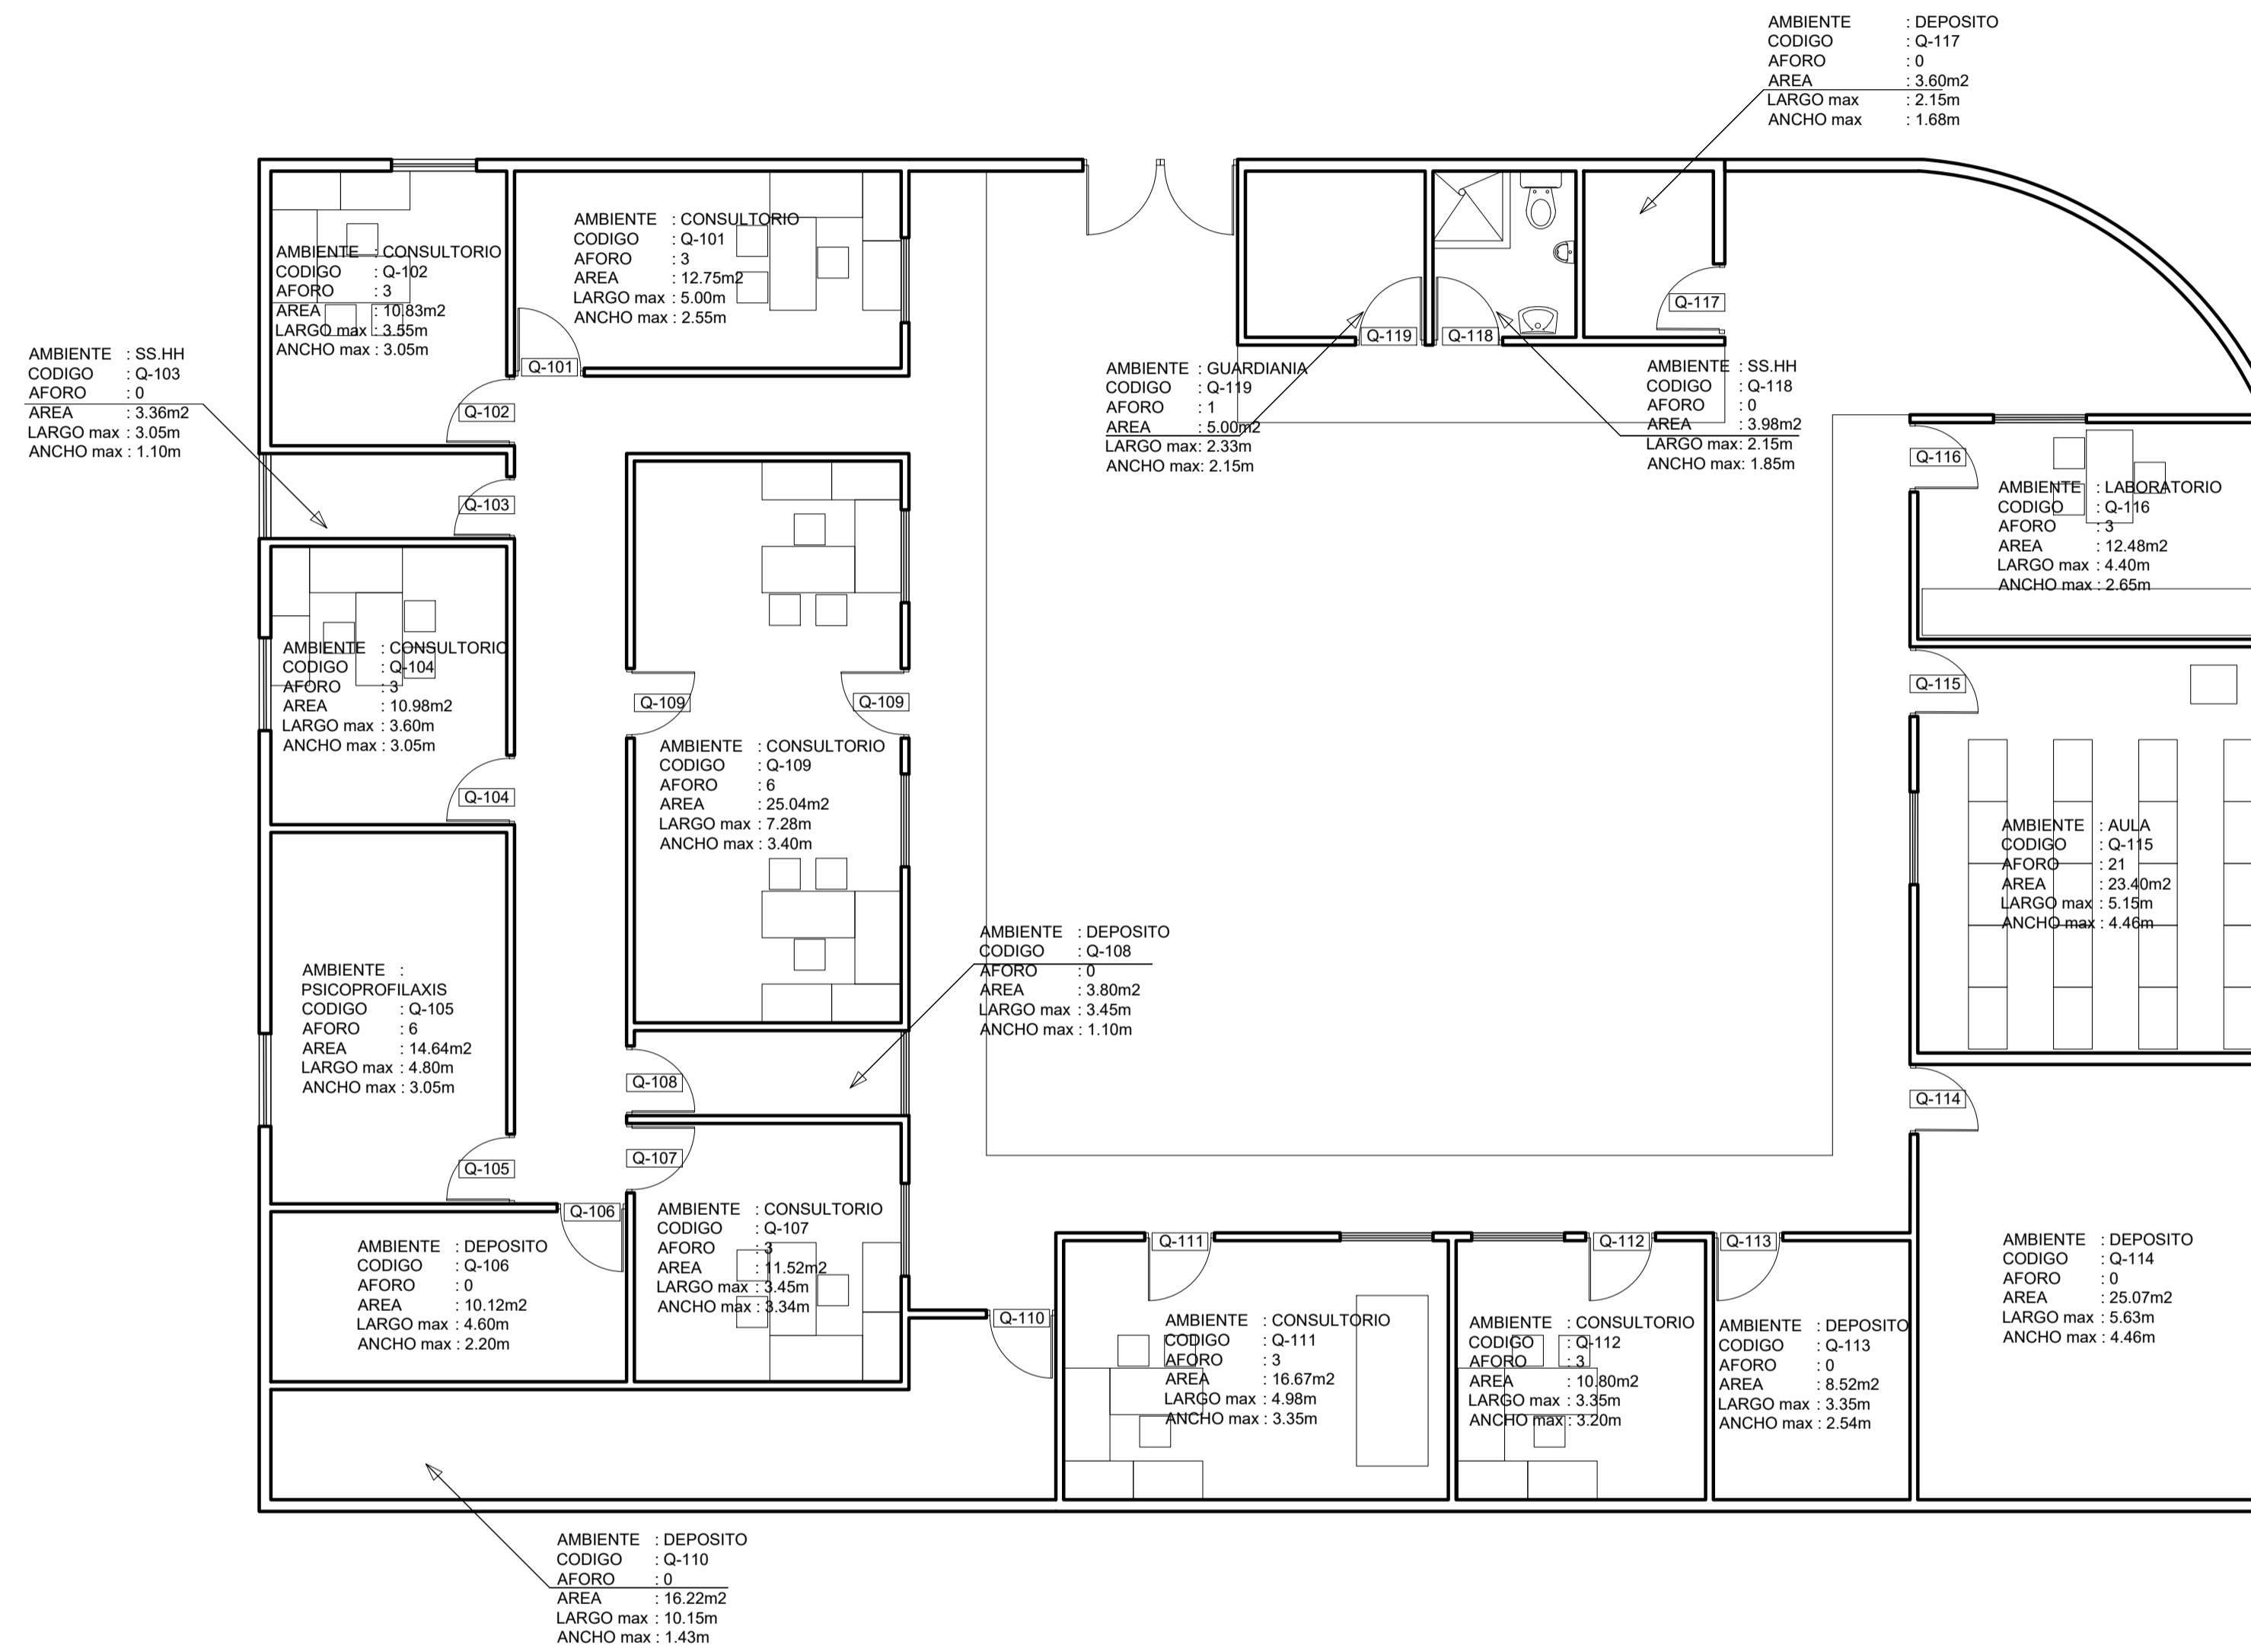 AMBIENTE : DEPOSITO
CODIGO : Q-117
AFORO : 0
AREA : 3.60m2
LARGO max : 2.15m
ANCHO max : 1.68m
AMBIENTE : CONSULTORIO
CODIGO : Q-102
AFORO : 3
AREA : 10.83m2
LARGO max : 3.55m
ANCHO max : 3.05m
AMBIENTE : CONSULTORIO
CODIGO : Q-101
AFORO : 3
AREA : 12.75m2
LARGO max : 5.00m
ANCHO max : 2.55m
Q-117
Q-119
Q-118
Q-101
Q-102
AMBIENTE : SS.HH
CODIGO : Q-103
AFORO : 0
AREA : 3.36m2
LARGO max : 3.05m
ANCHO max : 1.10m
AMBIENTE : GUARDIANIA
CODIGO : Q-119
AFORO : 1
AREA : 5.00m2
LARGO max: 2.33m
ANCHO max: 2.15m
AMBIENTE : SS.HH
CODIGO : Q-118
AFORO : 0
AREA : 3.98m2
LARGO max: 2.15m
ANCHO max: 1.85m
Q-116
Q-103
AMBIENTE : LABORATORIO
CODIGO : Q-116
AFORO : 3
AREA : 12.48m2
LARGO max : 4.40m
ANCHO max : 2.65m
AMBIENTE : CONSULTORIO
CODIGO : Q-104
AFORO : 3
AREA : 10.98m2
LARGO max : 3.60m
ANCHO max : 3.05m
Q-109
Q-109
Q-115
AMBIENTE : CONSULTORIO
CODIGO : Q-109
AFORO : 6
AREA : 25.04m2
LARGO max : 7.28m
ANCHO max : 3.40m
Q-104
AMBIENTE : AULA
CODIGO : Q-115
AFORO : 21
AREA : 23.40m2
LARGO max : 5.15m
ANCHO max : 4.46m
AMBIENTE : DEPOSITO
CODIGO : Q-108
AFORO : 0
AREA : 3.80m2
LARGO max : 3.45m
ANCHO max : 1.10m
AMBIENTE :
PSICOPROFILAXIS
CODIGO : Q-105
AFORO : 6
AREA : 14.64m2
LARGO max : 4.80m
ANCHO max : 3.05m
Q-108
Q-114
Q-107
Q-105
Q-106
AMBIENTE : CONSULTORIO
CODIGO : Q-107
AFORO : 3
AREA : 11.52m2
LARGO max : 3.45m
ANCHO max : 3.34m
AMBIENTE : DEPOSITO
CODIGO : Q-106
AFORO : 0
AREA : 10.12m2
LARGO max : 4.60m
ANCHO max : 2.20m
Q-111
Q-112
Q-113
AMBIENTE : DEPOSITO
CODIGO : Q-114
AFORO : 0
AREA : 25.07m2
LARGO max : 5.63m
ANCHO max : 4.46m
Q-110
AMBIENTE : CONSULTORIO
CODIGO : Q-111
AFORO : 3
AREA : 16.67m2
LARGO max : 4.98m
ANCHO max : 3.35m
AMBIENTE : CONSULTORIO
CODIGO : Q-112
AFORO : 3
AREA : 10.80m2
LARGO max : 3.35m
ANCHO max : 3.20m
AMBIENTE : DEPOSITO
CODIGO : Q-113
AFORO : 0
AREA : 8.52m2
LARGO max : 3.35m
ANCHO max : 2.54m
AMBIENTE : DEPOSITO
CODIGO : Q-110
AFORO : 0
AREA : 16.22m2
LARGO max : 10.15m
ANCHO max : 1.43m